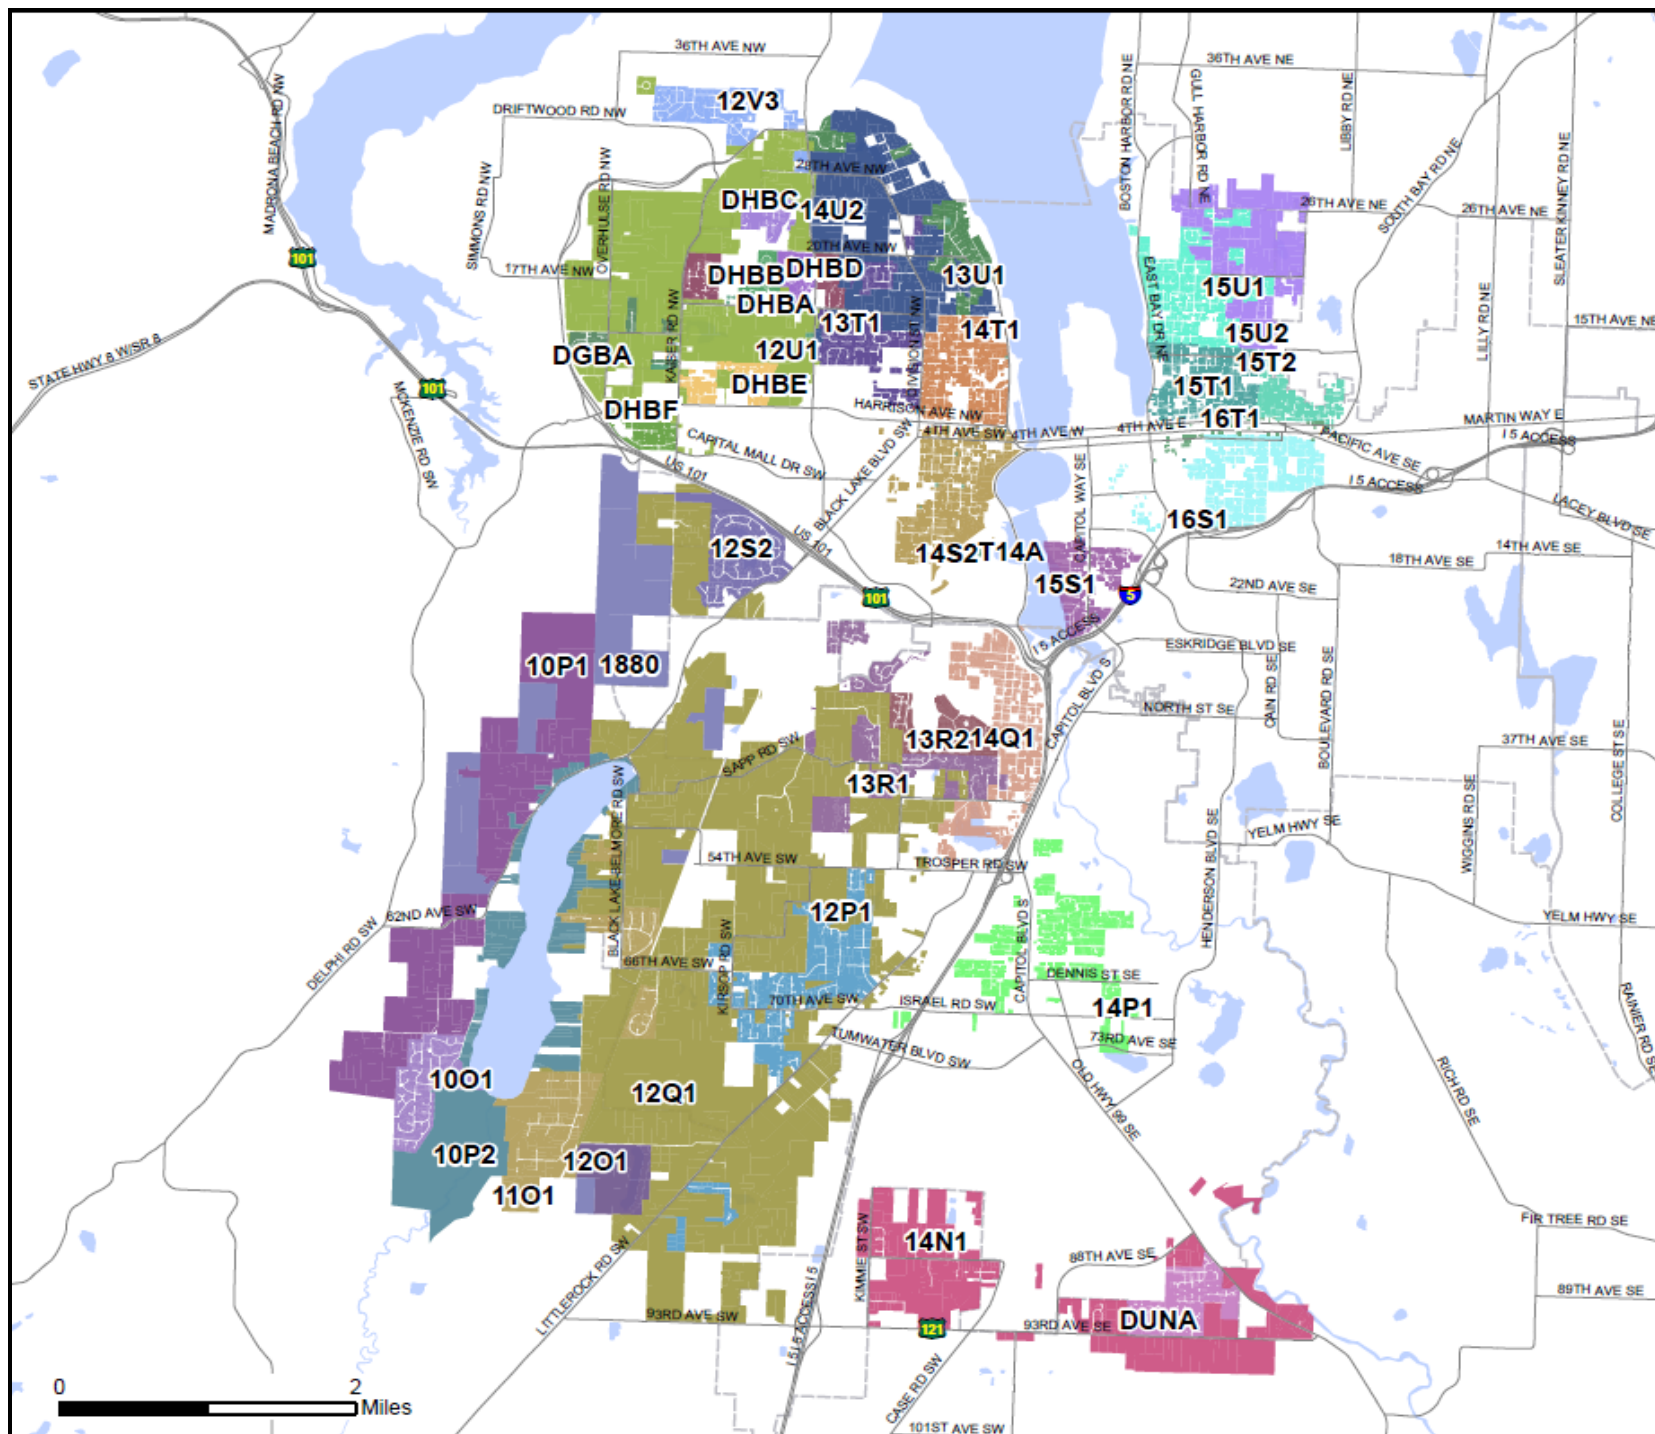 36TH AVE NW
36TH AVE NE
MADRONA BEACH RD NW
DRIFTWOOD RD NW
12V3
BOSTON HARBOR RD NE
GULL HARBOR RD NE
LIBBY RD NE
SOUTH BAY RD NE
SLEATER KINNEY RD NE
SIMMONS RD NW
OVERHULSE RD NW
28TH AVE NW
DHBC
14U2
26TH AVE NE
26TH AVE NE
20TH AVE NW
101
17TH AVE NW
DHBB
DHBD
13U1
DHBA
15U1
EAST BAY DR NE
KAISER RD NW
13T1
14T1
15U2
LILLY RD NE
15TH AVE NE
STATE HWY 8 W/SR 8
DGBA
12U1
15T2
101
DHBE
DIVISION ST NW
15T1
MCKENZIE RD SW
DHBF
HARRISON AVE NW
16T1
MARTIN WAY E
4TH AVE SW
4TH AVE W
4TH AVE E
PACIFIC AVE SE
I 5 ACCESS
CAPITAL MALL DR SW
US 101
BLACK LAKE BLVD SW
CAPITOL WAY SE
I 5 ACCESS
LACEY BLVD SE
16S1
US 101
12S2
14S2
T14A
14TH AVE SE
18TH AVE SE
15S1
22ND AVE SE
101
5
I 5 ACCESS
ESKRIDGE BLVD SE
10P1
1880
CAPITOL BLVD S
CAIN RD SE
BOULEVARD RD SE
NORTH ST SE
13R2
14Q1
37TH AVE SE
COLLEGE ST SE
SAPP RD SW
13R1
BLACK LAKE-BELMORE RD SW
YELM HWY SE
WIGGINS RD SE
54TH AVE SW
TROSPER RD SW
HENDERSON BLVD SE
62ND AVE SW
12P1
CAPITOL BLVD S
YELM HWY SE
DELPHI RD SW
KIRSOP RD SW
66TH AVE SW
DENNIS ST SE
70TH AVE SW
ISRAEL RD SW
14P1
RAINIER RD SE
TUMWATER BLVD SW
73RD AVE SE
10O1
12Q1
OLD HWY 99 SE
RICH RD SE
10P2
12O1
11O1
FIR TREE RD SE
LITTLEROCK RD SW
KIMMIE ST SW
14N1
88TH AVE SE
89TH AVE SE
I 5
I 5 ACCESS
93RD AVE SW
121
93RD AVE SE
DUNA
0
2
Miles
CASE RD SW
101ST AVE SW